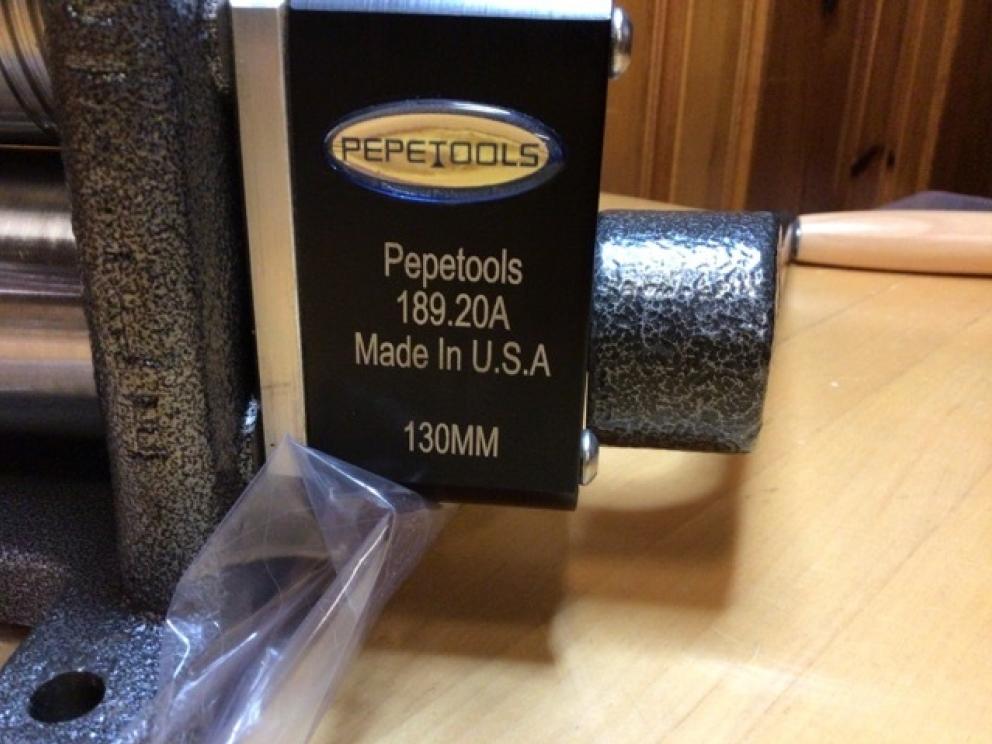 PEPETOOLS
Pepetools
189.20A
Made In U.S.A
130MM